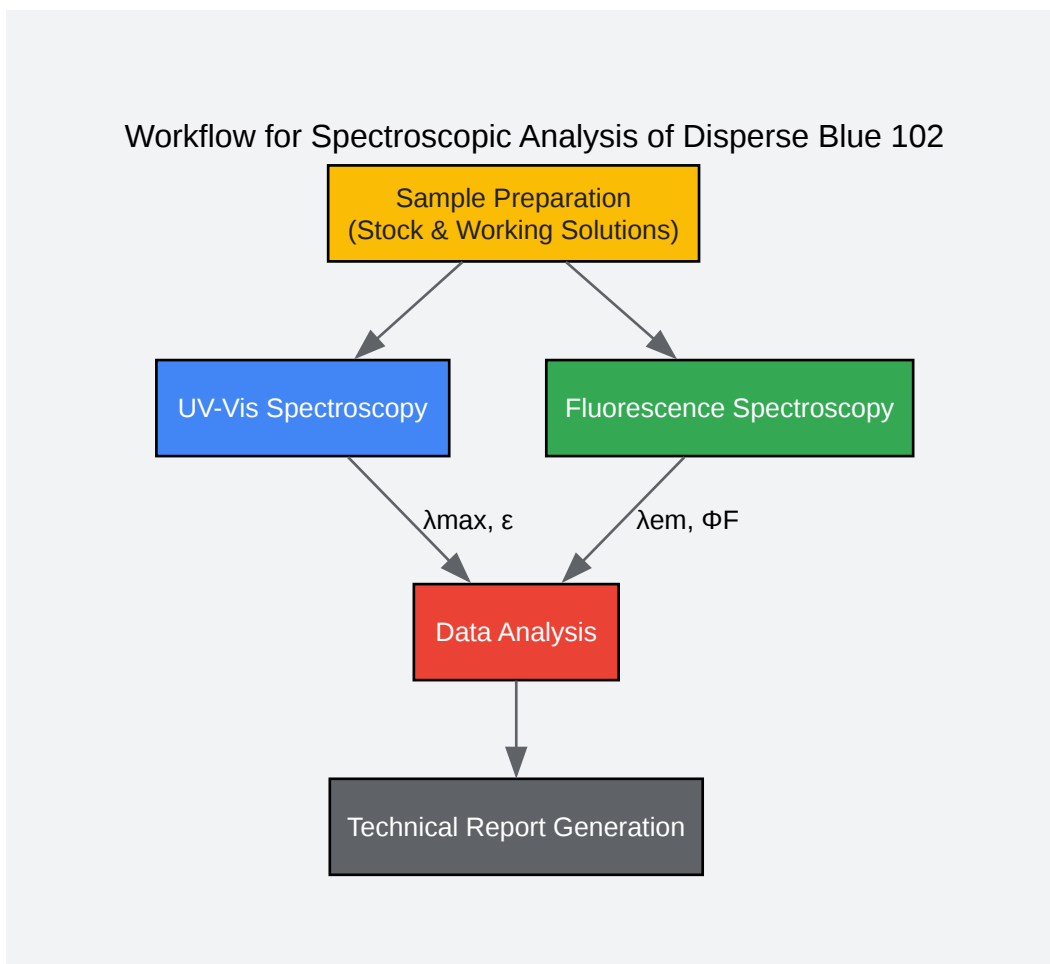 Workflow for Spectroscopic Analysis of Disperse Blue 102
Sample Preparation
(Stock & Working Solutions)
UV-Vis Spectroscopy
Fluorescence Spectroscopy
λmax, ε
λem, ΦF
Data Analysis
Technical Report Generation